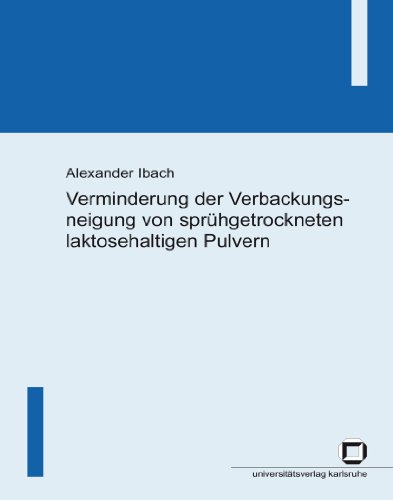 Alexander Ibach
Verminderung der Verbackungs-
neigung von sprühgetrockneten
laktosehaltigen Pulvern
universitätsverlag karlsruhe